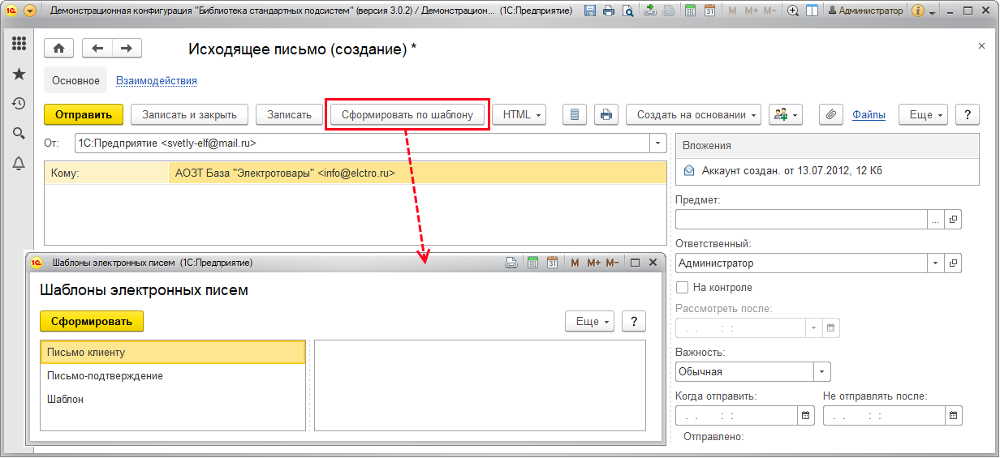 Демонстрационная конфигурация "Библиотека стандартных подсистем" (версия 3.0.2) / Демонстрацион... (1С:Предприятие) M M+ M- Администратор
Исходящее письмо (создание) *
Основное Взаимодействия
Отправить Записать и закрыть Записать Сформировать по шаблону HTML Создать на основании Файлы Еще ?
От: 1С:Предприятие <svetly-elf@mail.ru>
Кому: АОЗТ База "Электротовары" <info@elctro.ru>
Вложения
Аккаунт создан. от 13.07.2012, 12 Кб
Предмет:
...
Ответственный:
Администратор
На контроле
Рассмотреть после:
. . : :
Важность:
Обычная
Когда отправить: Не отправлять после:
. . : : . . : :
Отправлено:
Шаблоны электронных писем (1С:Предприятие) 31 M M+ M-
Шаблоны электронных писем
Сформировать Еще ?
Письмо клиенту
Письмо-подтверждение
Шаблон